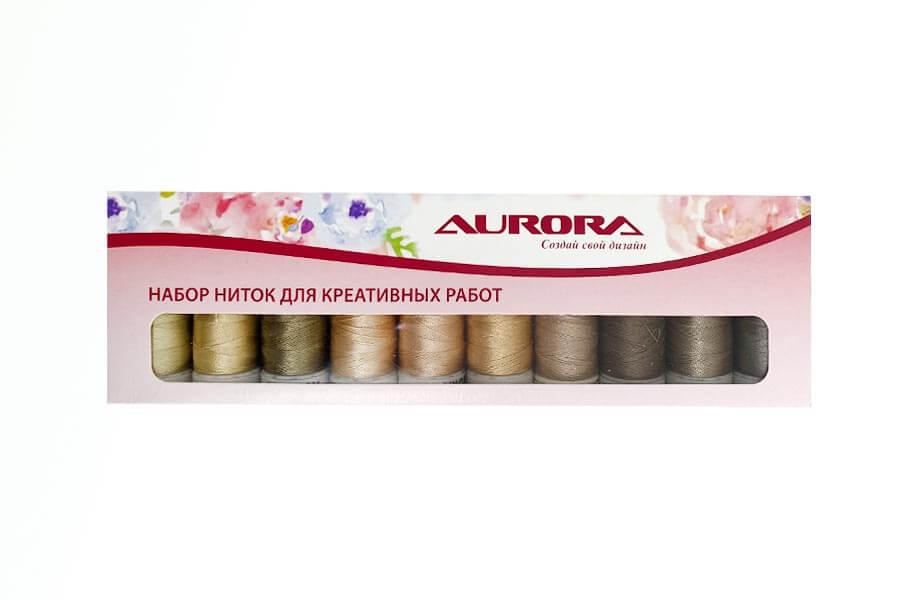 AURORA
Создай свой дизайн
НАБОР НИТОК ДЛЯ КРЕАТИВНЫХ РАБОТ